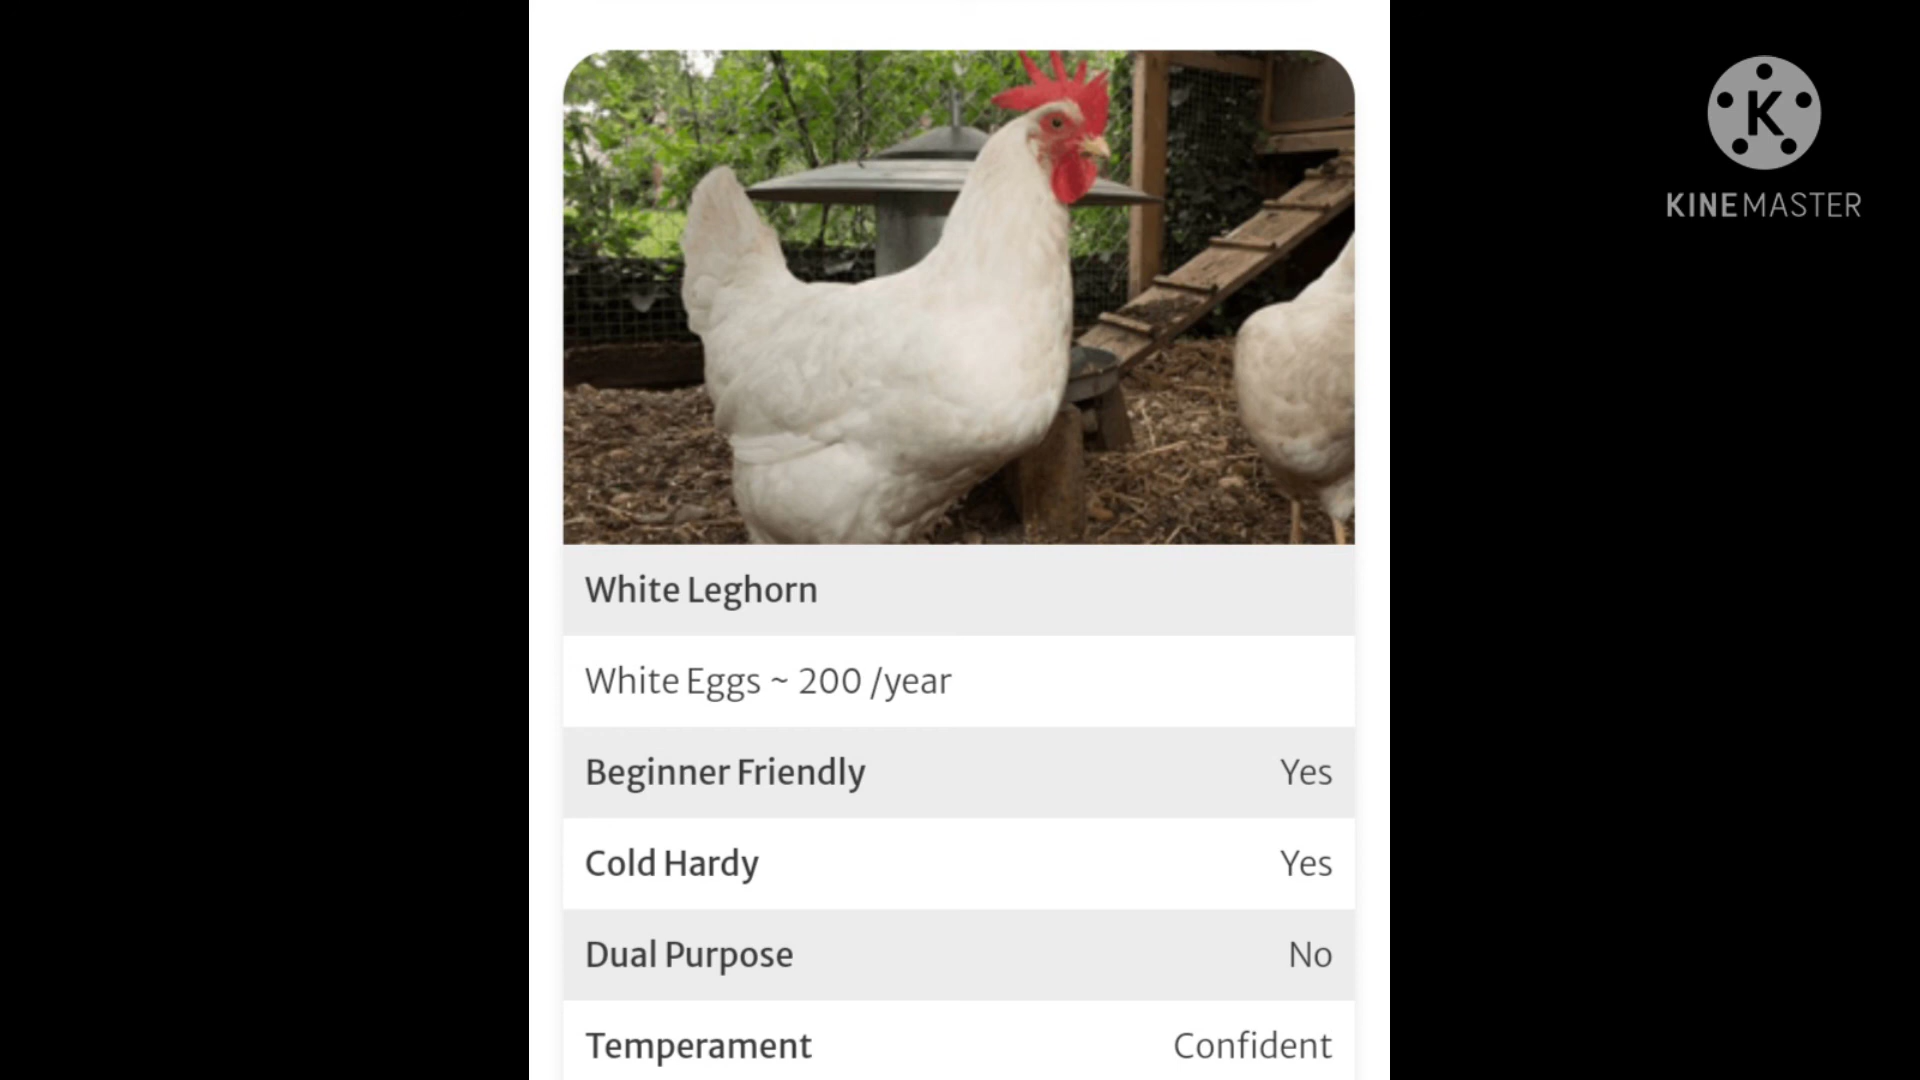 K
KINEMASTER
White Leghorn
White Eggs ~ 200 /year
Beginner Friendly Yes
Cold Hardy Yes
Dual Purpose No
Temperament Confident